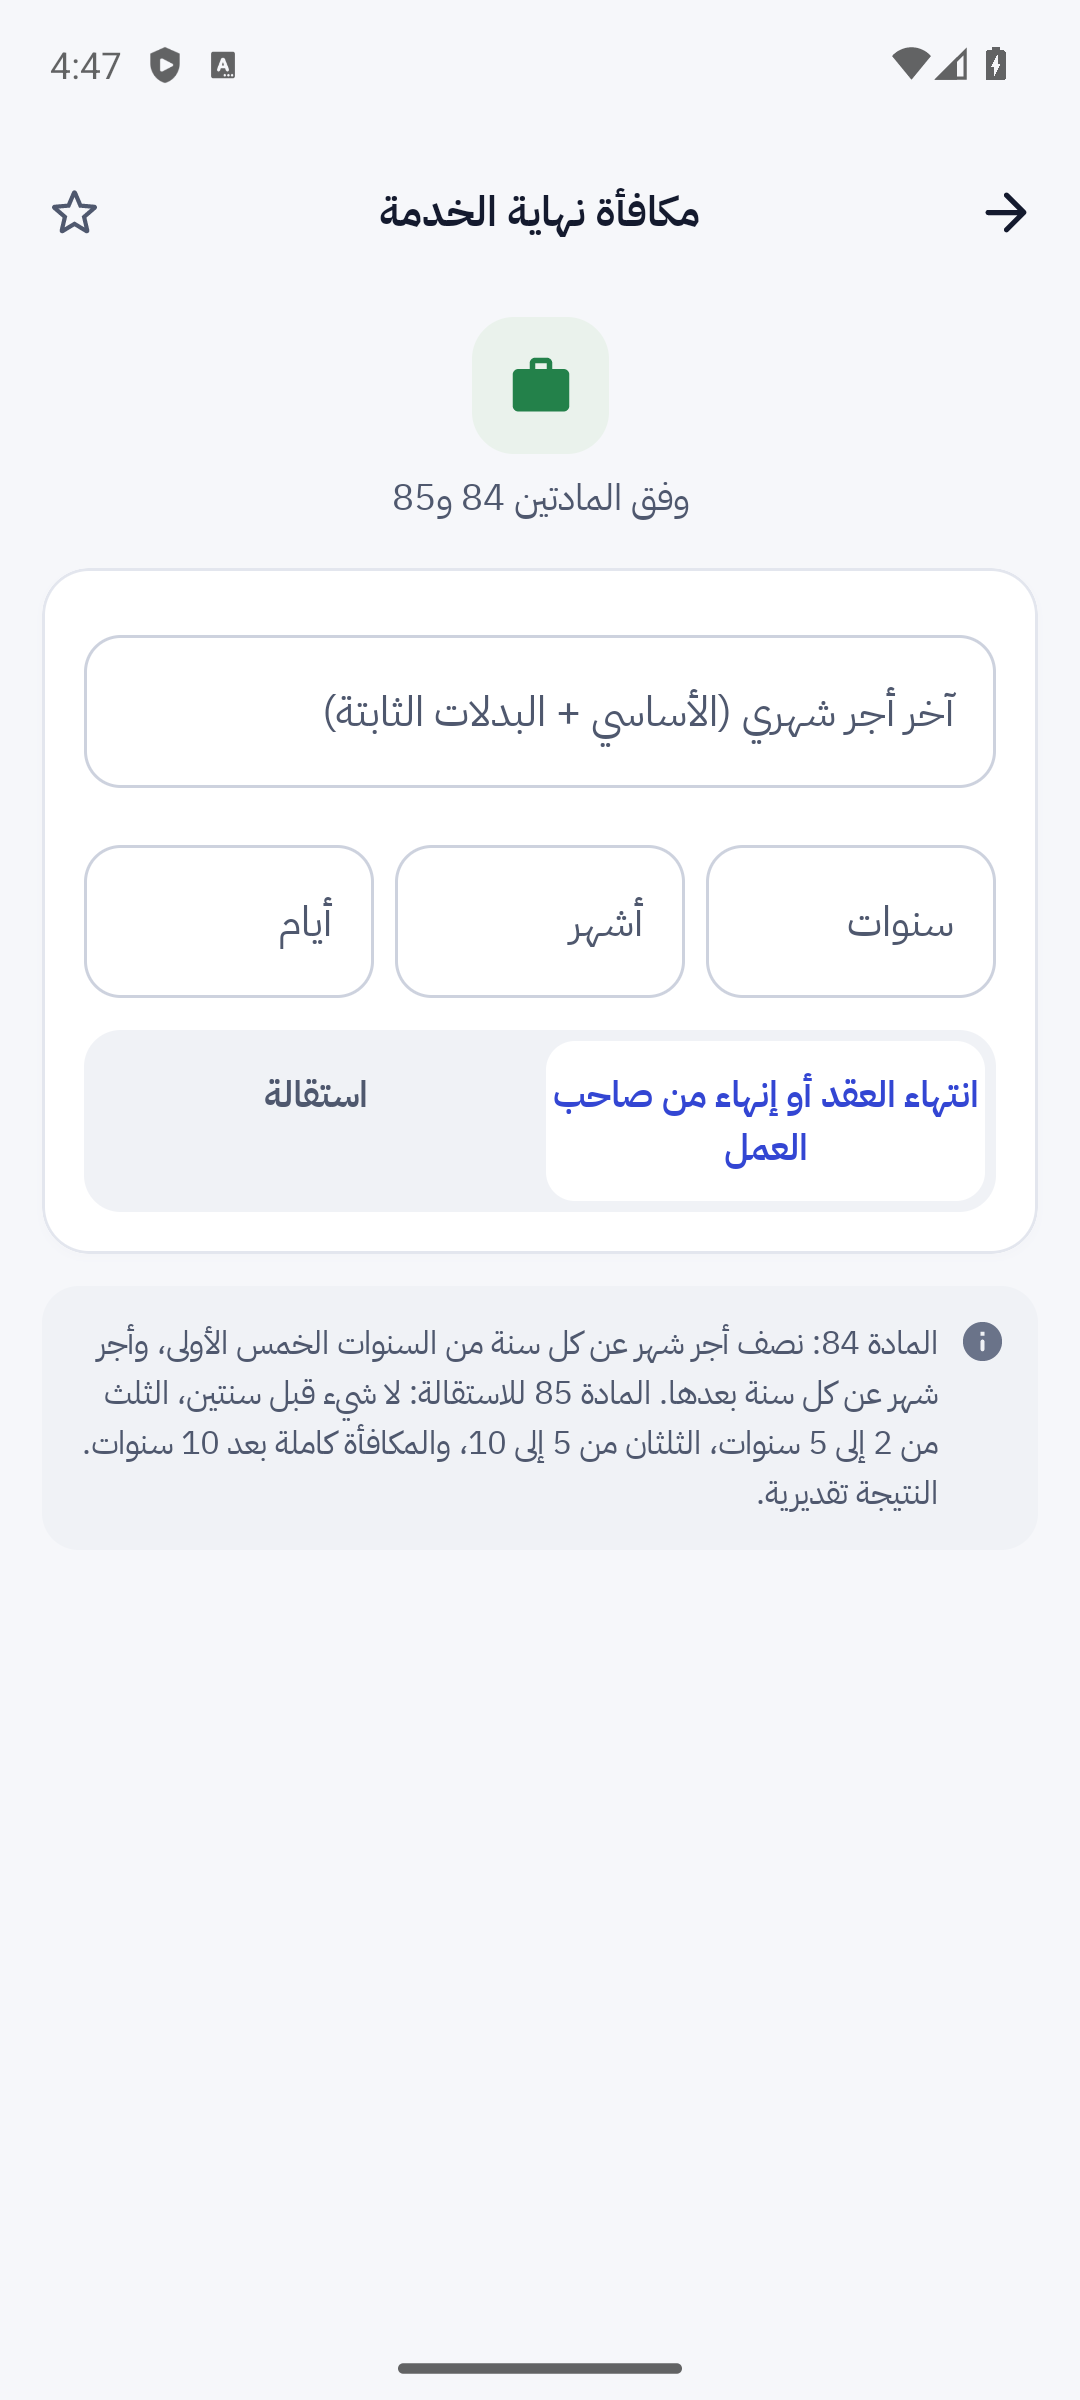 4:47
مكافأة نهاية الخدمة
وفق المادتين 84 و85
آخر أجر شهري (الأساسي + البدلات الثابتة)
سنوات
أشهر
أيام
انتهاء العقد أو إنهاء من صاحب
العمل
استقالة
المادة 84: نصف أجر شهر عن كل سنة من السنوات الخمس الأولى، وأجر
شهر عن كل سنة بعدها. المادة 85 للاستقالة: لا شيء قبل سنتين، الثلث
من 2 إلى 5 سنوات، الثلثان من 5 إلى 10، والمكافأة كاملة بعد 10 سنوات.
النتيجة تقديرية.